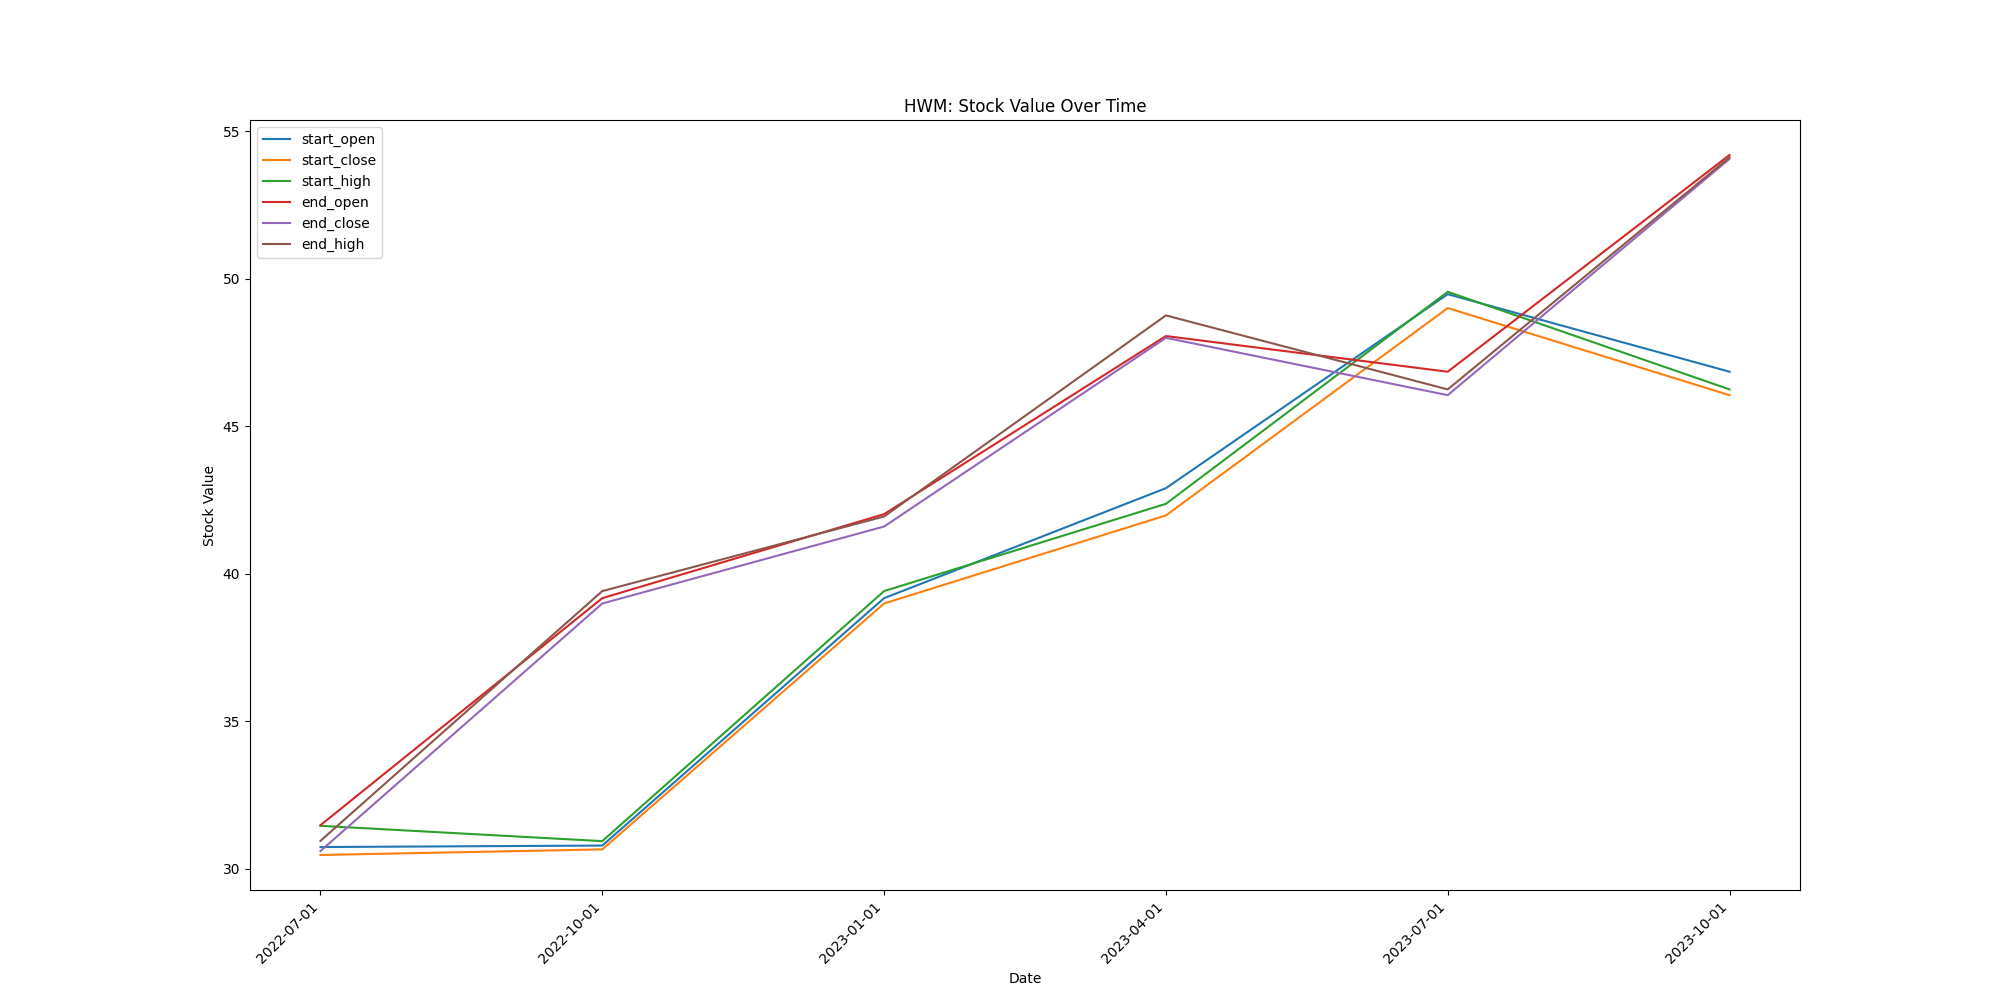 HWM: Stock Value Over Time
start_open
start_close
start_high
end_open
end_close
end_high
55
50
45
40
35
30
Stock Value
2022-07-01
2022-10-01
2023-01-01
2023-04-01
2023-07-01
2023-10-01
Date